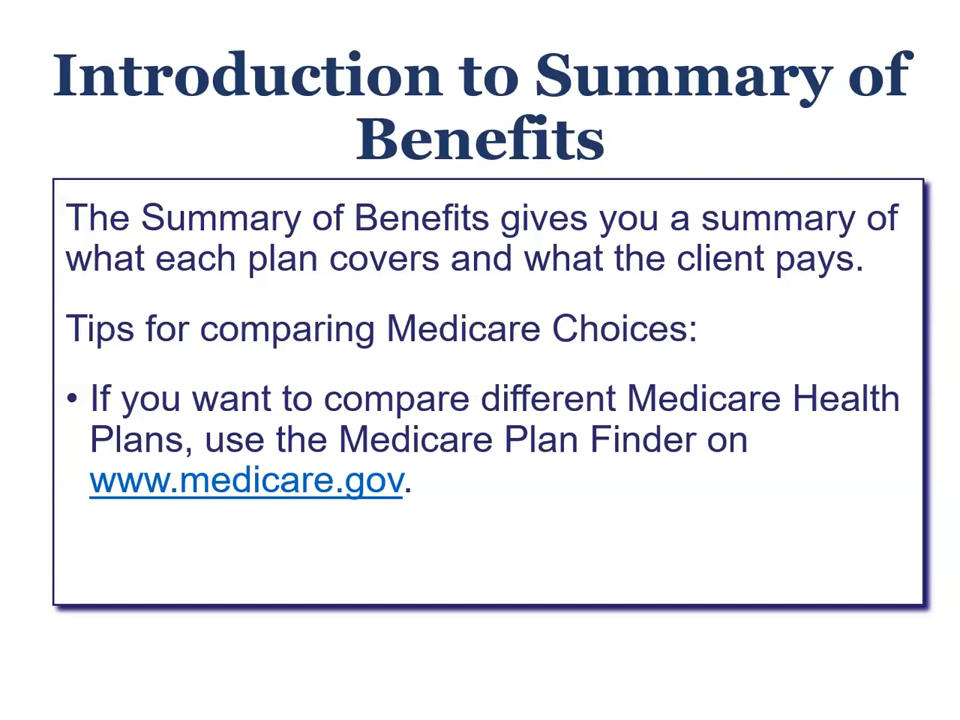 Introduction to Summary of
Benefits
The Summary of Benefits gives you a summary of
what each plan covers and what the client pays.
Tips for comparing Medicare Choices:
• If you want to compare different Medicare Health
Plans, use the Medicare Plan Finder on
www.medicare.gov.